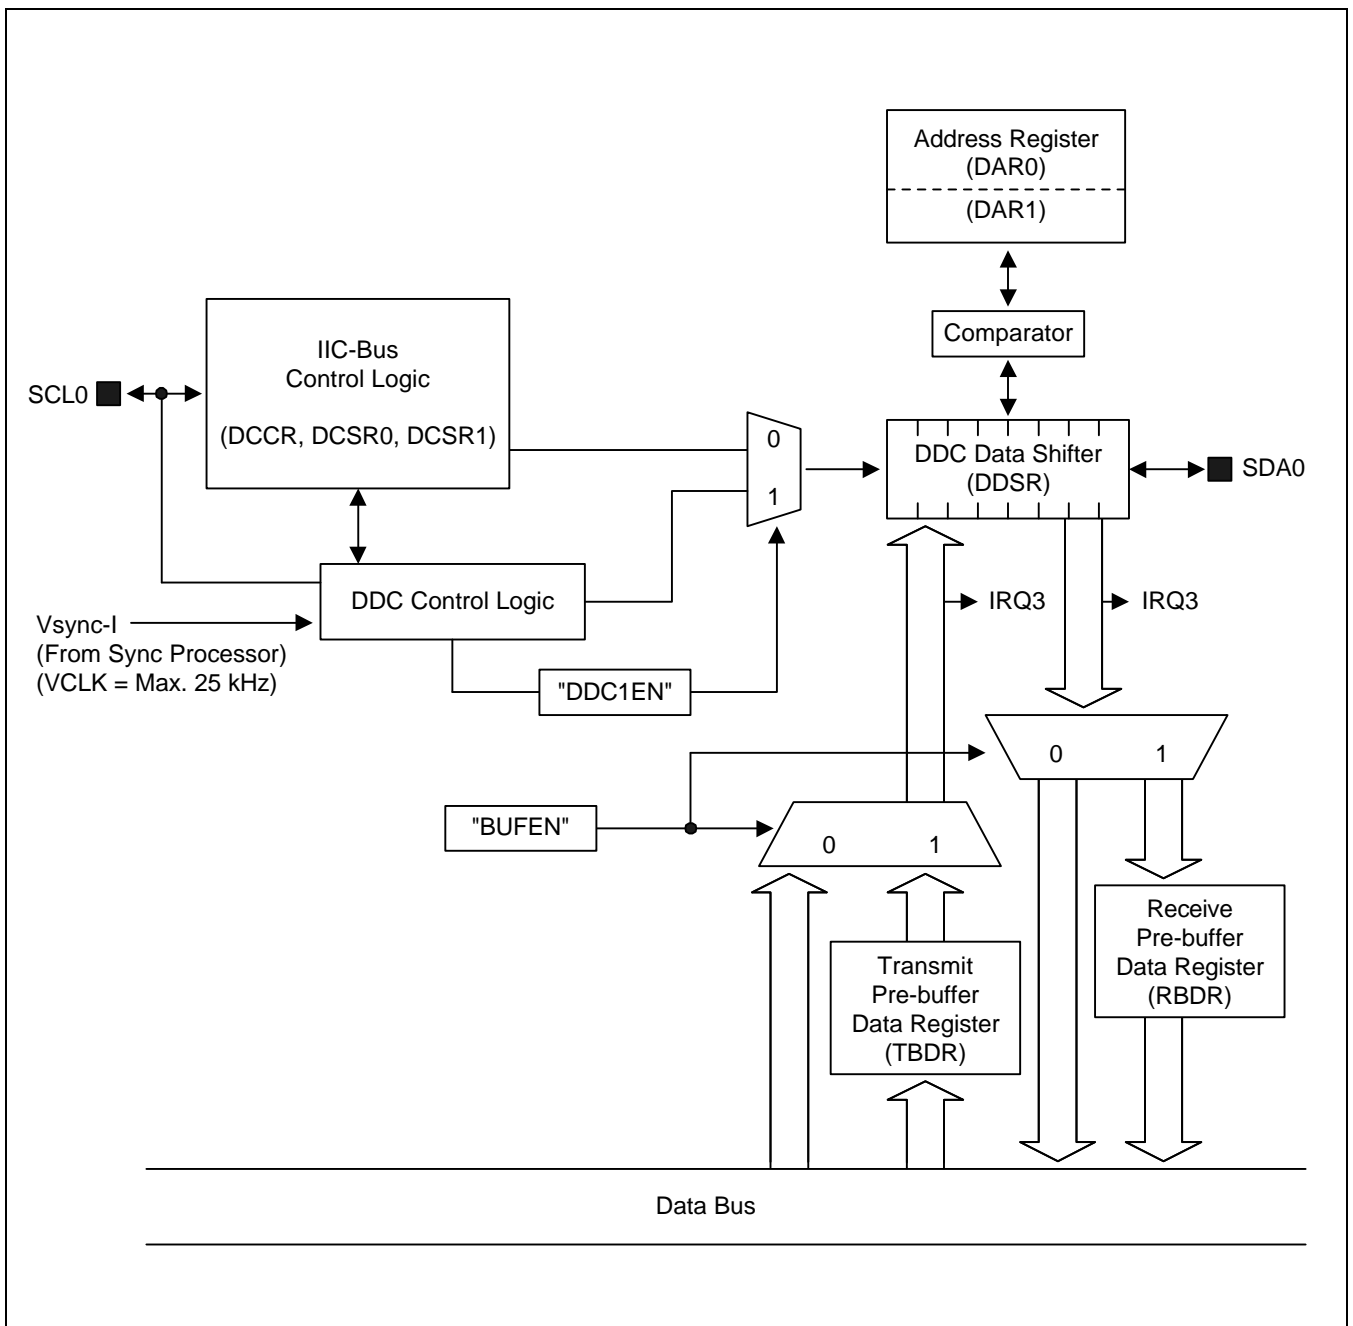 Address Register
(DAR0)
(DAR1)
Comparator
IIC-Bus
Control Logic
(DCCR, DCSR0, DCSR1)
SCL0
0
1
DDC Data Shifter
(DDSR)
SDA0
DDC Control Logic
Vsync-I
(From Sync Processor)
(VCLK = Max. 25 kHz)
"DDC1EN"
IRQ3
IRQ3
0 1
"BUFEN"
0 1
Receive
Pre-buffer
Data Register
(RBDR)
Transmit
Pre-buffer
Data Register
(TBDR)
Data Bus